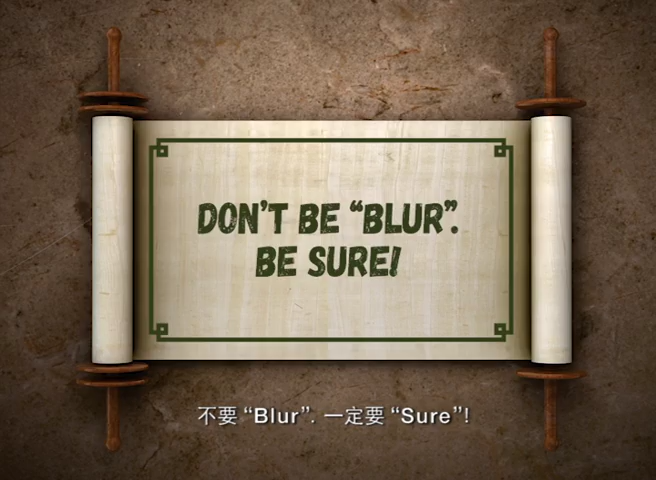 DON'T BE “BLUR”.
BE SURE!
不要 “Blur”. 一定要 “Sure”!